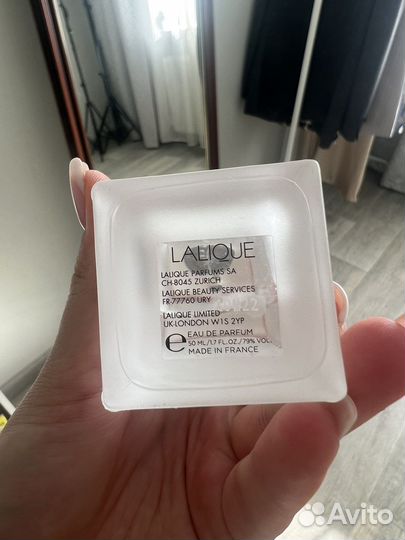 LALIQUE
LALIQUE PARFUMS SA
CH-8045 ZURICH
LALIQUE BEAUTY SERVICES
FR-77760 URY
LALIQUE LIMITED
UK-LONDON W1S 2YP
e EAU DE PARFUM
50 ML/1.7 FL.OZ./79% VOL
MADE IN FRANCE
Avito